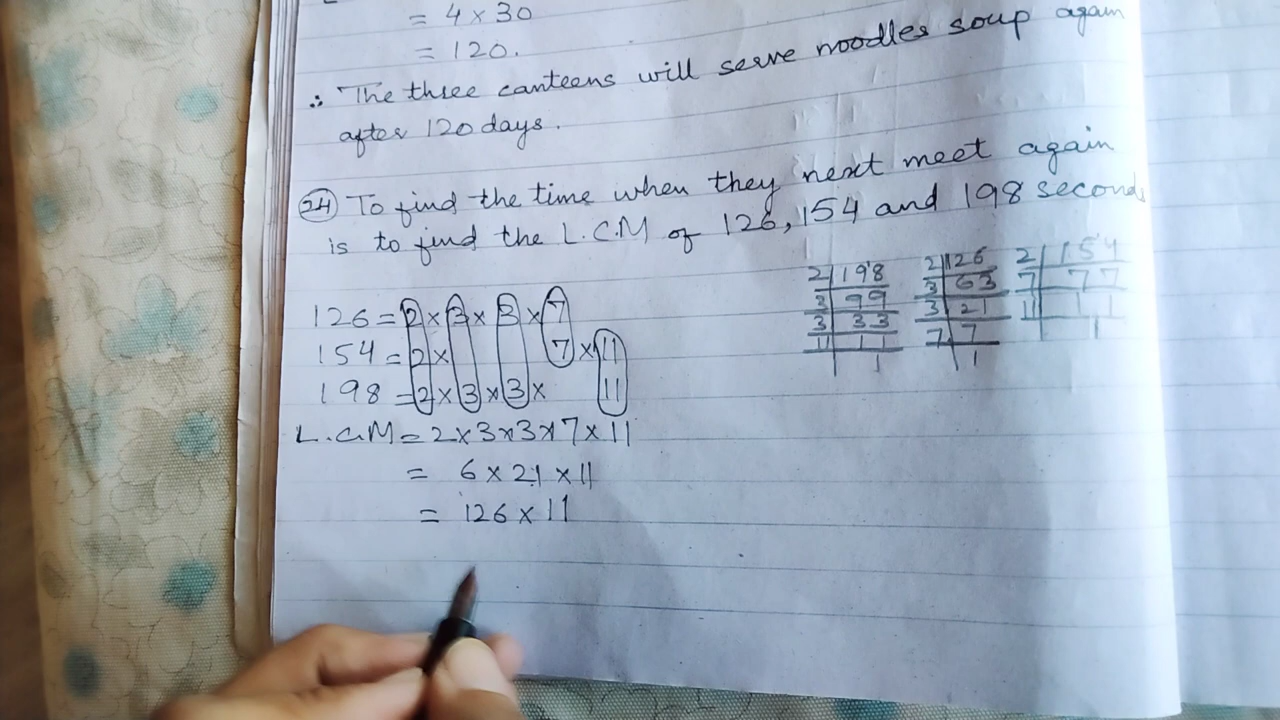 = 4 x 30
= 120.
∴ The three canteens will serve noodles soup again
after 120 days.
24 To find the time when they next meet again
is to find the L.C.M of 126, 154 and 198 seconds
126 = 2 x 3 x 3 x 7
154 = 2 x 7 x 11
198 = 2 x 3 x 3 x 11
L.C.M = 2 x 3 x 3 x 7 x 11
= 6 x 21 x 11
= 126 x 11
2 198
3 99
3 33
11 11
1
2 126
3 63
3 21
7 7
1
2 154
7 77
11 11
1